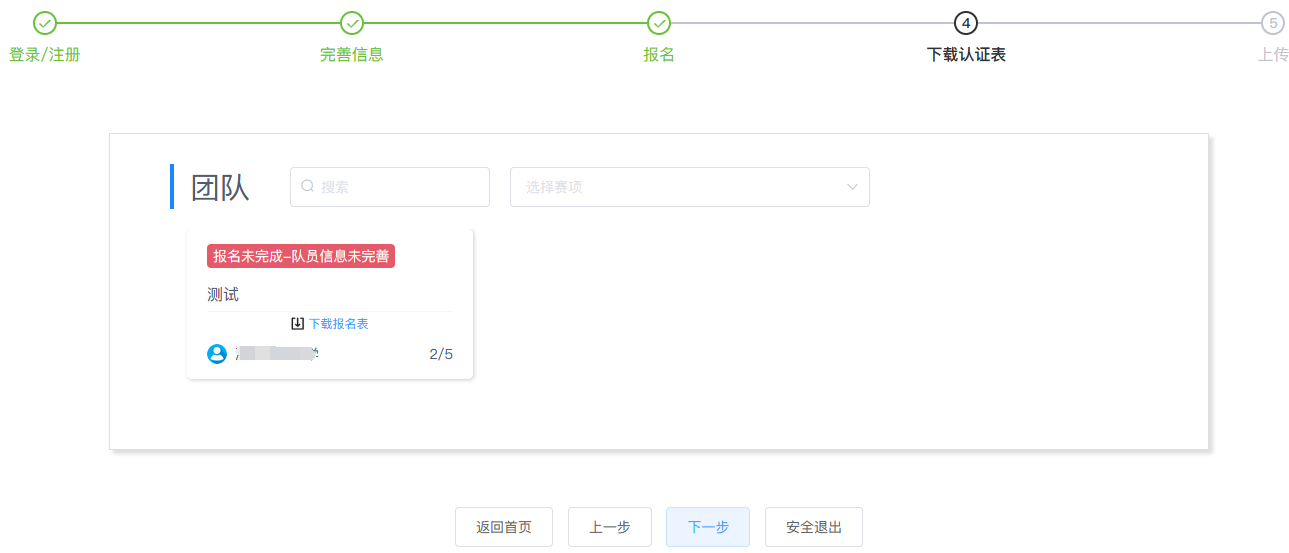 4 5
登录/注册 完善信息 报名 下载认证表 上传
团队 搜索 选择赛项
报名未完成-队员信息未完善
测试
下载报名表
2/5
返回首页 上一步 下一步 安全退出